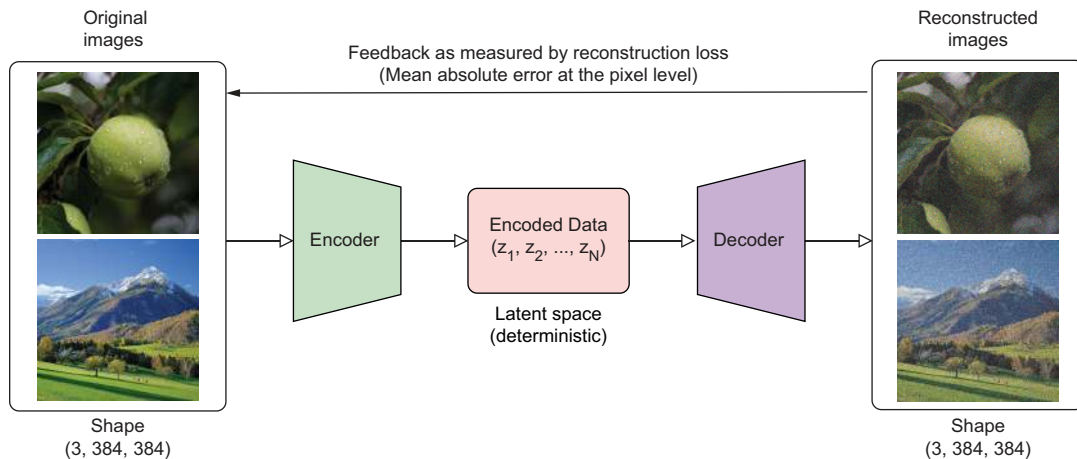 Original
images
Feedback as measured by reconstruction loss
(Mean absolute error at the pixel level)
Reconstructed
images
Encoder
Encoded Data
(z₁, z₂, ..., z_N)
Decoder
Latent space
(deterministic)
Shape
(3, 384, 384)
Shape
(3, 384, 384)